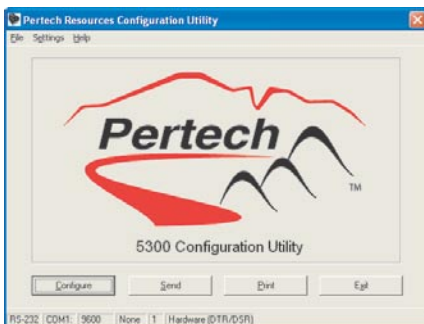 Pertech Resources Configuration Utility
File Settings Help
Pertech
TM
5300 Configuration Utility
Configure Send Print Exit
RS-232 COM1: 9600 None 1 Hardware (DTR/DSR)